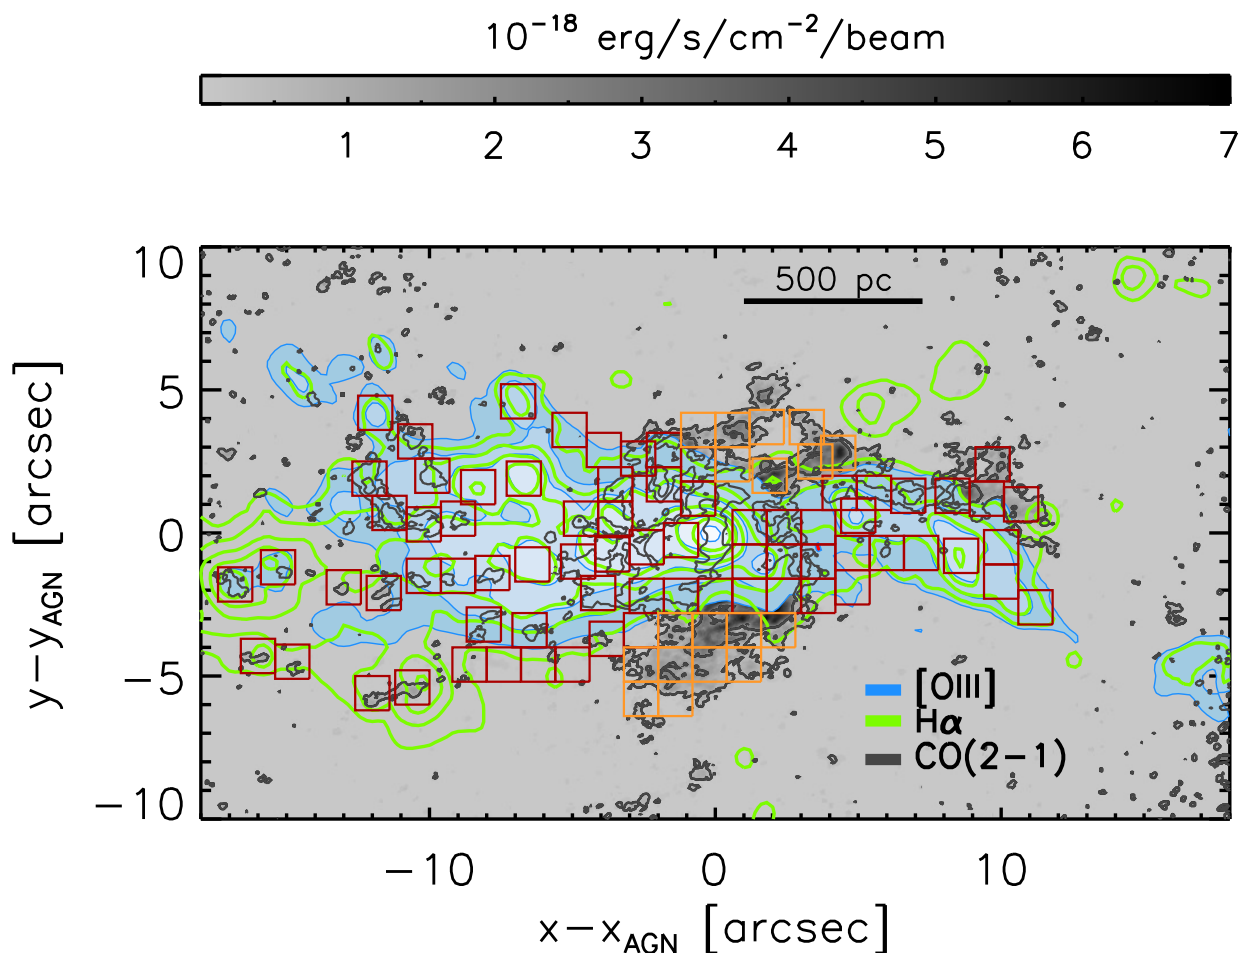 10⁻¹⁸ erg/s/cm⁻²/beam
1 2 3 4 5 6 7
10
500 pc
5
0
−5
−10
y−y_AGN [arcsec]
[OIII]
Hα
CO(2−1)
−10 0 10
x−x_AGN [arcsec]